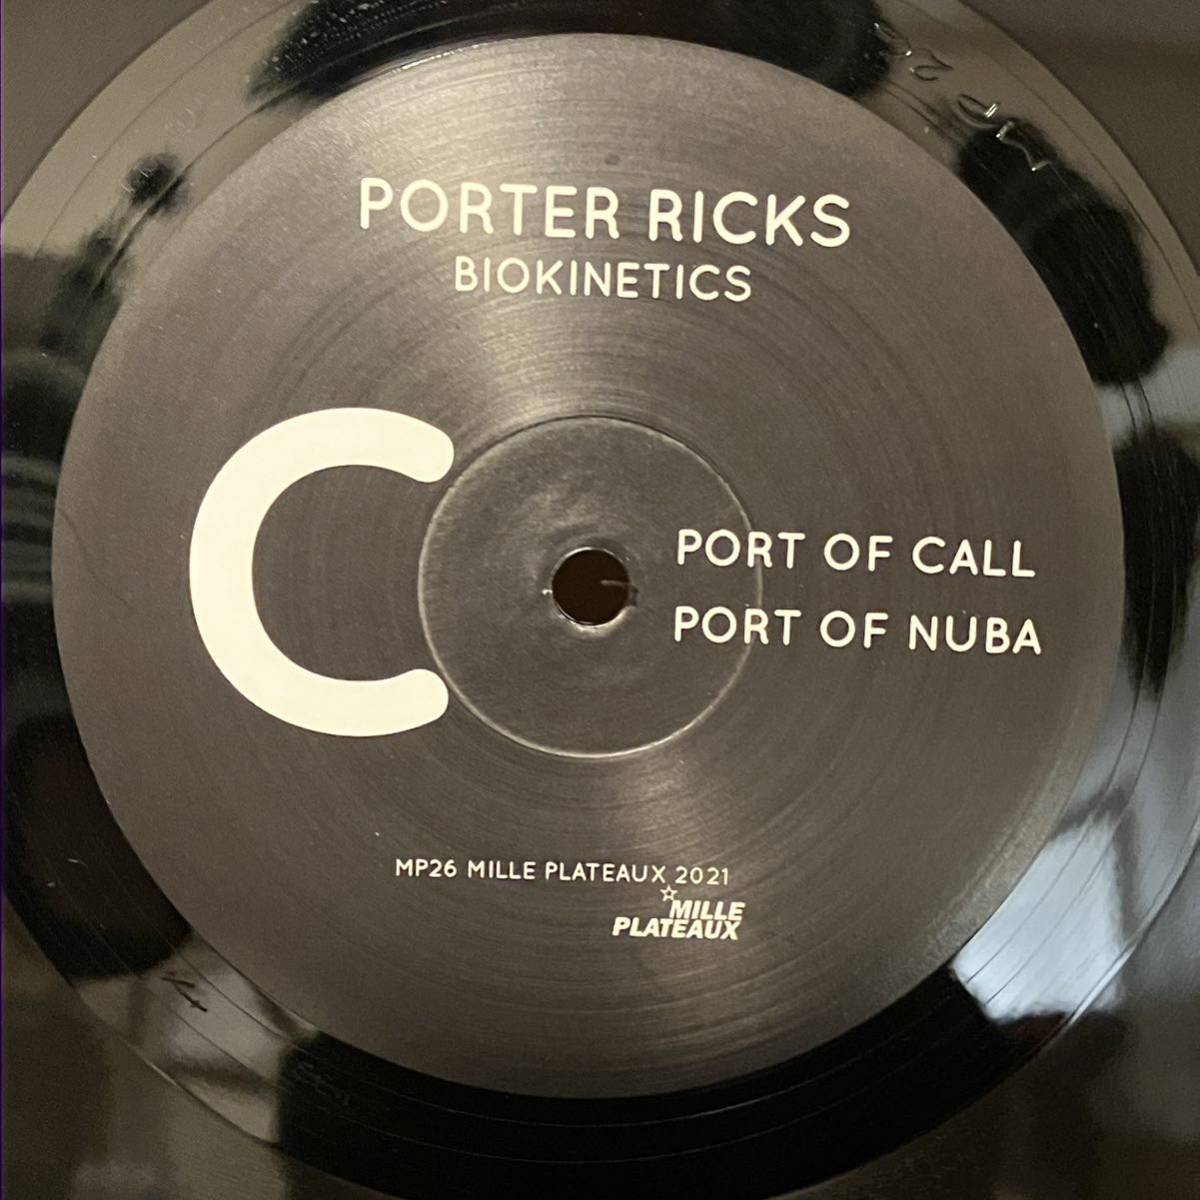 PORTER RICKS
BIOKINETICS
C
PORT OF CALL
PORT OF NUBA
MP26 MILLE PLATEAUX 2021
MILLE
PLATEAUX